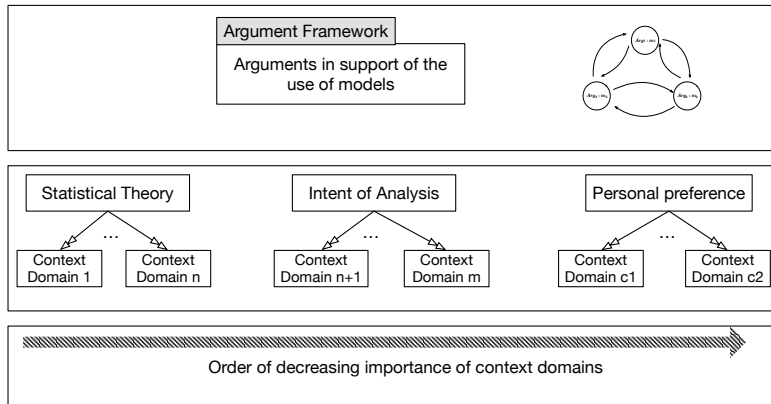 Argument Framework
Arguments in support of the
use of models
Statistical Theory
Intent of Analysis
Personal preference
...
...
...
Context
Domain 1
Context
Domain n
Context
Domain n+1
Context
Domain m
Context
Domain c1
Context
Domain c2
Order of decreasing importance of context domains